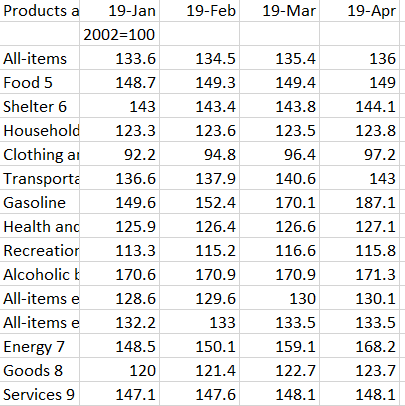 Products a 19-Jan 19-Feb 19-Mar 19-Apr
2002=100
All-items 133.6 134.5 135.4 136
Food 5 148.7 149.3 149.4 149
Shelter 6 143 143.4 143.8 144.1
Household 123.3 123.6 123.5 123.8
Clothing ar 92.2 94.8 96.4 97.2
Transporta 136.6 137.9 140.6 143
Gasoline 149.6 152.4 170.1 187.1
Health and 125.9 126.4 126.6 127.1
Recreation 113.3 115.2 116.6 115.8
Alcoholic b 170.6 170.9 170.9 171.3
All-items e 128.6 129.6 130 130.1
All-items e 132.2 133 133.5 133.5
Energy 7 148.5 150.1 159.1 168.2
Goods 8 120 121.4 122.7 123.7
Services 9 147.1 147.6 148.1 148.1